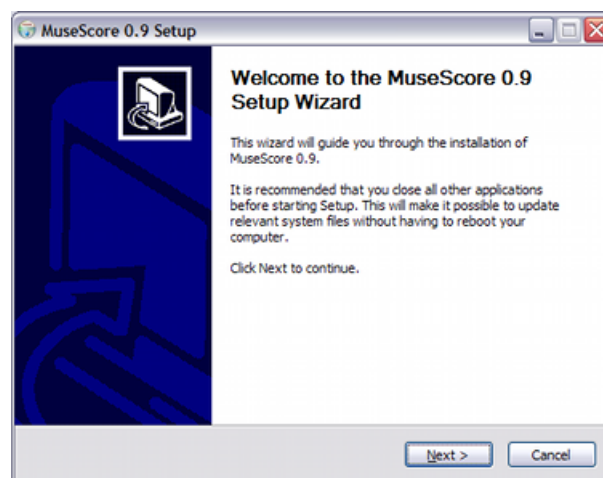 MuseScore 0.9 Setup
Welcome to the MuseScore 0.9
Setup Wizard
This wizard will guide you through the installation of
MuseScore 0.9.
It is recommended that you close all other applications
before starting Setup. This will make it possible to update
relevant system files without having to reboot your
computer.
Click Next to continue.
Next > Cancel